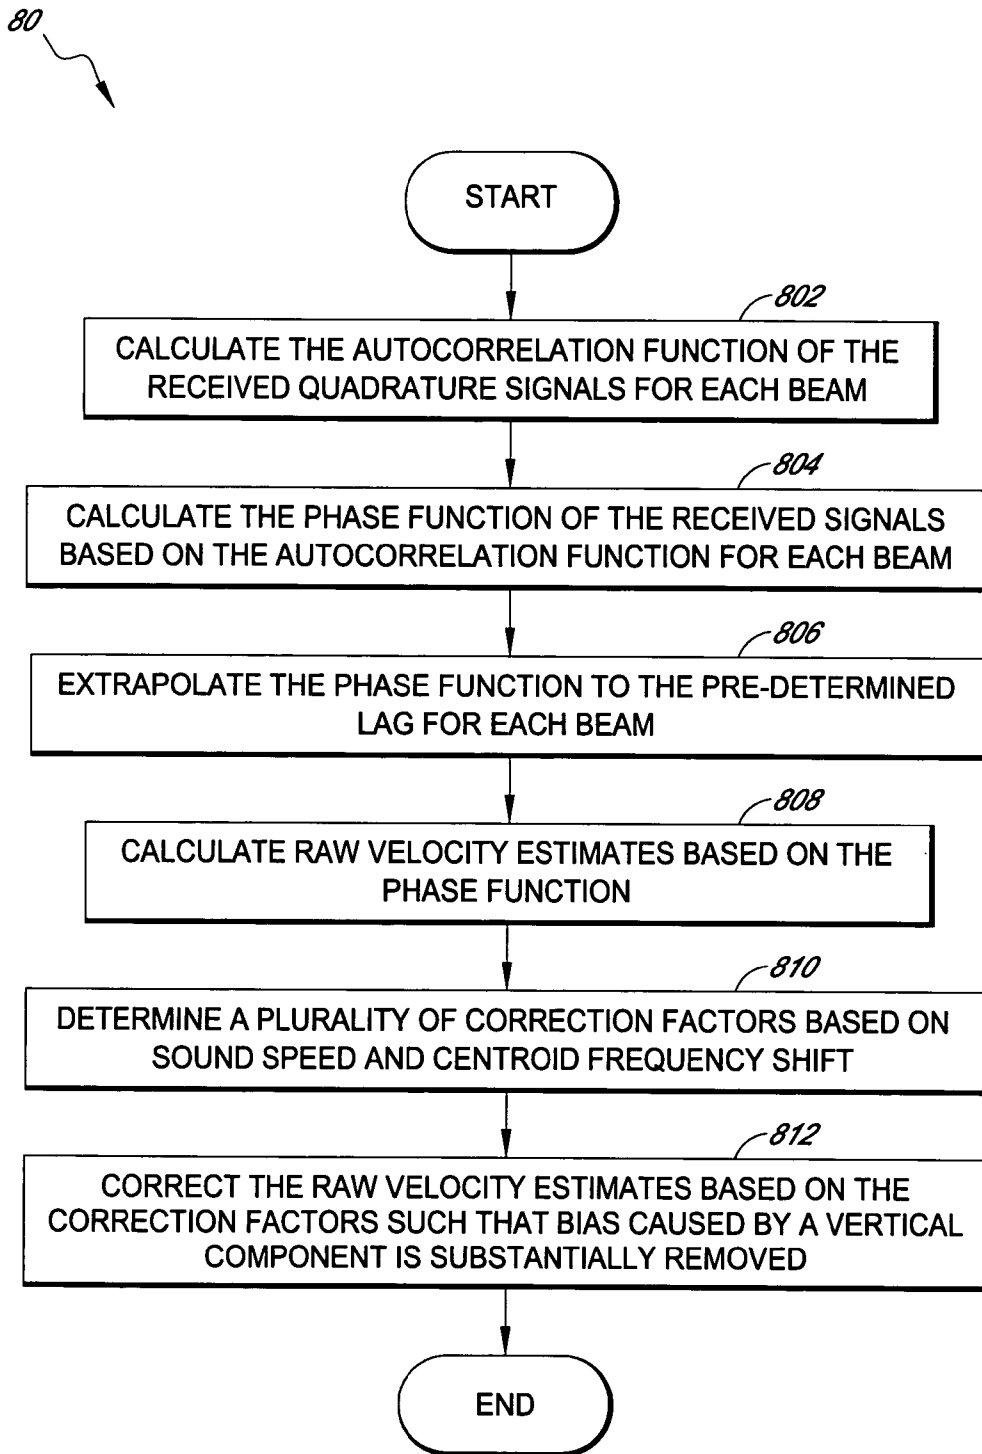 80
START
802
CALCULATE THE AUTOCORRELATION FUNCTION OF THE
RECEIVED QUADRATURE SIGNALS FOR EACH BEAM
804
CALCULATE THE PHASE FUNCTION OF THE RECEIVED SIGNALS
BASED ON THE AUTOCORRELATION FUNCTION FOR EACH BEAM
806
EXTRAPOLATE THE PHASE FUNCTION TO THE PRE-DETERMINED
LAG FOR EACH BEAM
808
CALCULATE RAW VELOCITY ESTIMATES BASED ON THE
PHASE FUNCTION
810
DETERMINE A PLURALITY OF CORRECTION FACTORS BASED ON
SOUND SPEED AND CENTROID FREQUENCY SHIFT
812
CORRECT THE RAW VELOCITY ESTIMATES BASED ON THE
CORRECTION FACTORS SUCH THAT BIAS CAUSED BY A VERTICAL
COMPONENT IS SUBSTANTIALLY REMOVED
END